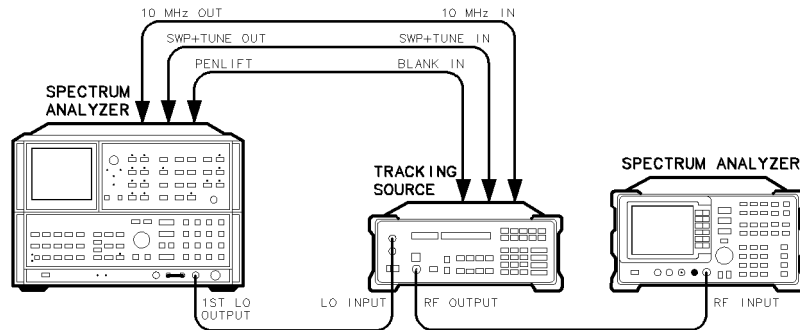 10 MHz OUT 10 MHz IN
SWP+TUNE OUT SWP+TUNE IN
PENLIFT BLANK IN
SPECTRUM
ANALYZER
TRACKING
SOURCE
SPECTRUM ANALYZER
1ST LO
OUTPUT
LO INPUT
RF OUTPUT
RF INPUT